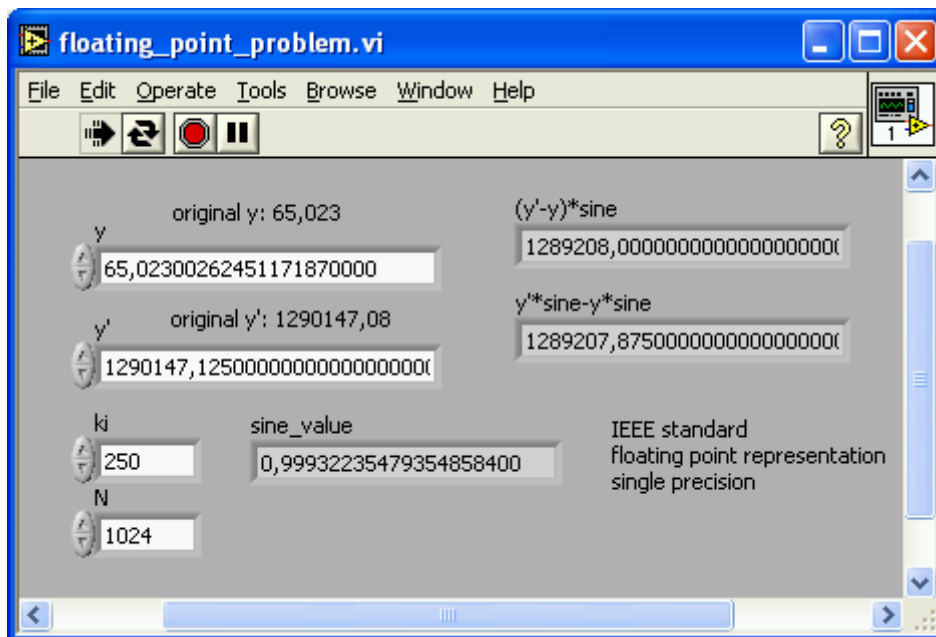 floating_point_problem.vi
File Edit Operate Tools Browse Window Help
1
original y: 65,023
y
65,02300262451171870000
original y': 1290147,08
y'
1290147,1250000000000000000(
(y'-y)*sine
1289208,0000000000000000000(
y'*sine-y*sine
1289207,8750000000000000000(
ki
250
N
1024
sine_value
0,99932235479354858400
IEEE standard
floating point representation
single precision